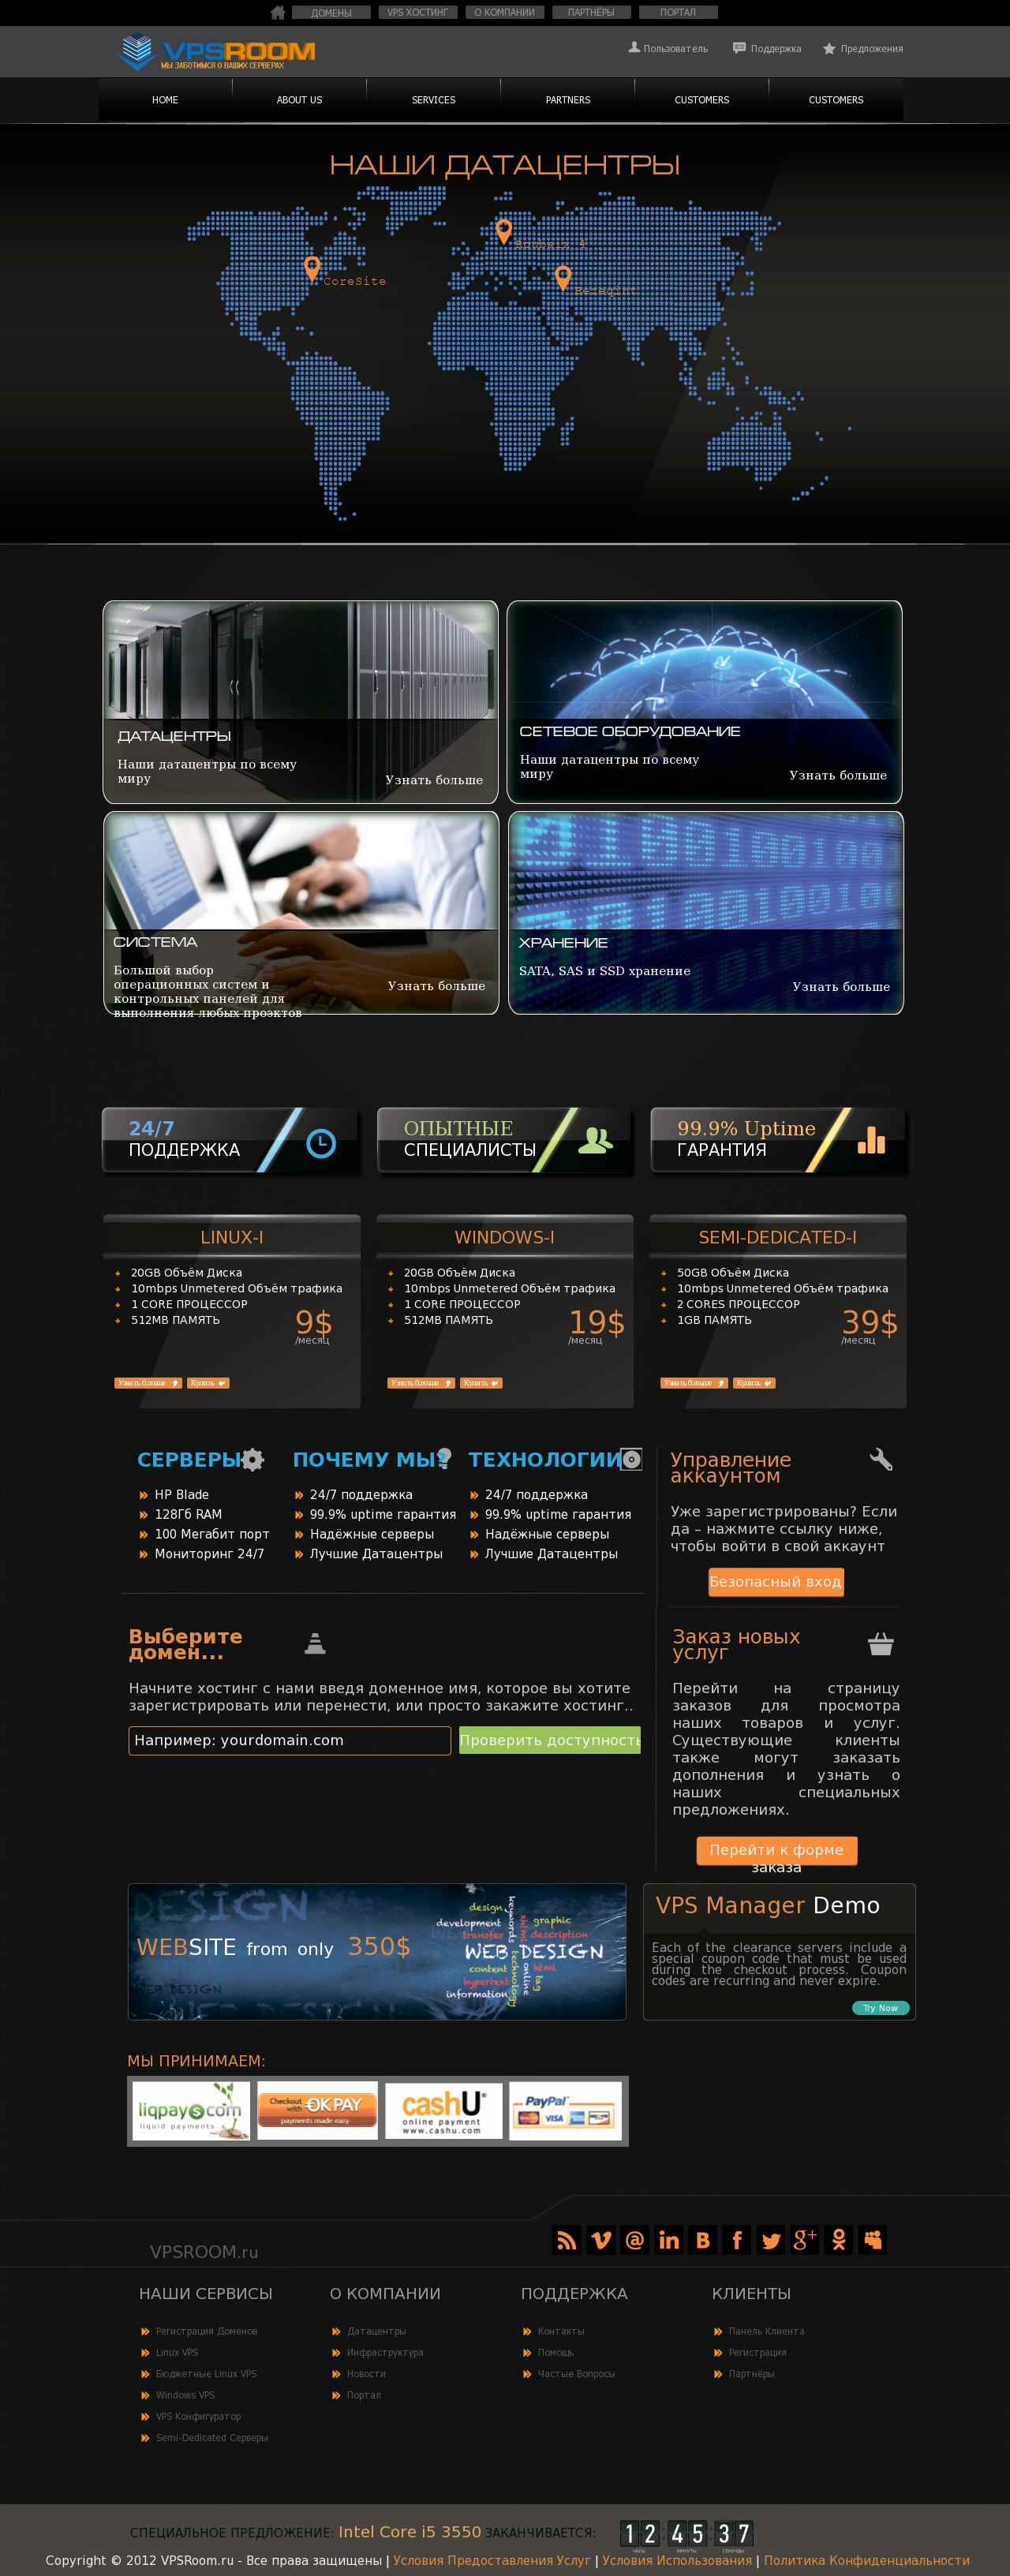 ДОМЕНЫ
VPS ХОСТИНГ
О КОМПАНИИ
ПАРТНЁРЫ
ПОРТАЛ
VPSROOM
МЫ ЗАБОТИМСЯ О ВАШИХ СЕРВЕРАХ
Пользователь
Поддержка
Предложения
HOME
ABOUT US
SERVICES
PARTNERS
CUSTOMERS
CUSTOMERS
НАШИ ДАТАЦЕНТРЫ
Roubaix 4
CoreSite
ДАТАЦЕНТРЫ
Наши датацентры по всему
миру
Узнать больше
СЕТЕВОЕ ОБОРУДОВАНИЕ
Наши датацентры по всему
миру
Узнать больше
СИСТЕМА
Большой выбор
операционных систем и
контрольных панелей для
выполнения любых проэктов
Узнать больше
ХРАНЕНИЕ
SATA, SAS и SSD хранение
Узнать больше
24/7
ПОДДЕРЖКА
ОПЫТНЫЕ
СПЕЦИАЛИСТЫ
99.9% Uptime
ГАРАНТИЯ
LINUX-I
20GB Объём Диска
10mbps Unmetered Объём трафика
1 CORE ПРОЦЕССОР
512MB ПАМЯТЬ
9$
/месяц
Узнать больше
Купить
WINDOWS-I
20GB Объём Диска
10mbps Unmetered Объём трафика
1 CORE ПРОЦЕССОР
512MB ПАМЯТЬ
19$
/месяц
Узнать больше
Купить
SEMI-DEDICATED-I
50GB Объём Диска
10mbps Unmetered Объём трафика
2 CORES ПРОЦЕССОР
1GB ПАМЯТЬ
39$
/месяц
Узнать больше
Купить
СЕРВЕРЫ
HP Blade
128Гб RAM
100 Мегабит порт
Мониторинг 24/7
ПОЧЕМУ МЫ?
24/7 поддержка
99.9% uptime гарантия
Надёжные серверы
Лучшие Датацентры
ТЕХНОЛОГИИ
24/7 поддержка
99.9% uptime гарантия
Надёжные серверы
Лучшие Датацентры
Управление
аккаунтом
Уже зарегистрированы? Если
да – нажмите ссылку ниже,
чтобы войти в свой аккаунт
Безопасный вход
Выберите
домен...
Начните хостинг с нами введя доменное имя, которое вы хотите
зарегистрировать или перенести, или просто закажите хостинг..
Например: yourdomain.com
Проверить доступность
Заказ новых
услуг
Перейти на страницу
заказов для просмотра
наших товаров и услуг.
Существующие клиенты
также могут заказать
дополнения и узнать о
наших специальных
предложениях.
Перейти к форме
заказа
DESIGN
WEBSITE from only 350$
design
development
transfer
content
hypertext
information
keywords
xhtml
graphic
description
WEB DESIGN
technology
online
html
tag
WEB DESIGN
WEB DESIGN
VPS Manager Demo
Each of the clearance servers include a
special coupon code that must be used
during the checkout process. Coupon
codes are recurring and never expire.
Try Now
МЫ ПРИНИМАЕМ:
liqpay com
liquid payments
Checkout with OKPAY
payments made easy
cashU
online payment
www.cashu.com
PayPal
VISA
VPSROOM.ru
НАШИ СЕРВИСЫ
Регистрация Доменов
Linux VPS
Бюджетные Linux VPS
Windows VPS
VPS Конфигуратор
Semi-Dedicated Серверы
О КОМПАНИИ
Датацентры
Инфраструктура
Новости
Портал
ПОДДЕРЖКА
Контакты
Помощь
Частые Вопросы
КЛИЕНТЫ
Панель Клиента
Регистрация
Партнёры
СПЕЦИАЛЬНОЕ ПРЕДЛОЖЕНИЕ: Intel Core i5 3550 ЗАКАНЧИВАЕТСЯ:
12 45 37
ЧАСЫ МИНУТЫ СЕКУНДЫ
Copyright © 2012 VPSRoom.ru - Все права защищены | Условия Предоставления Услуг | Условия Использования | Политика Конфиденциальности